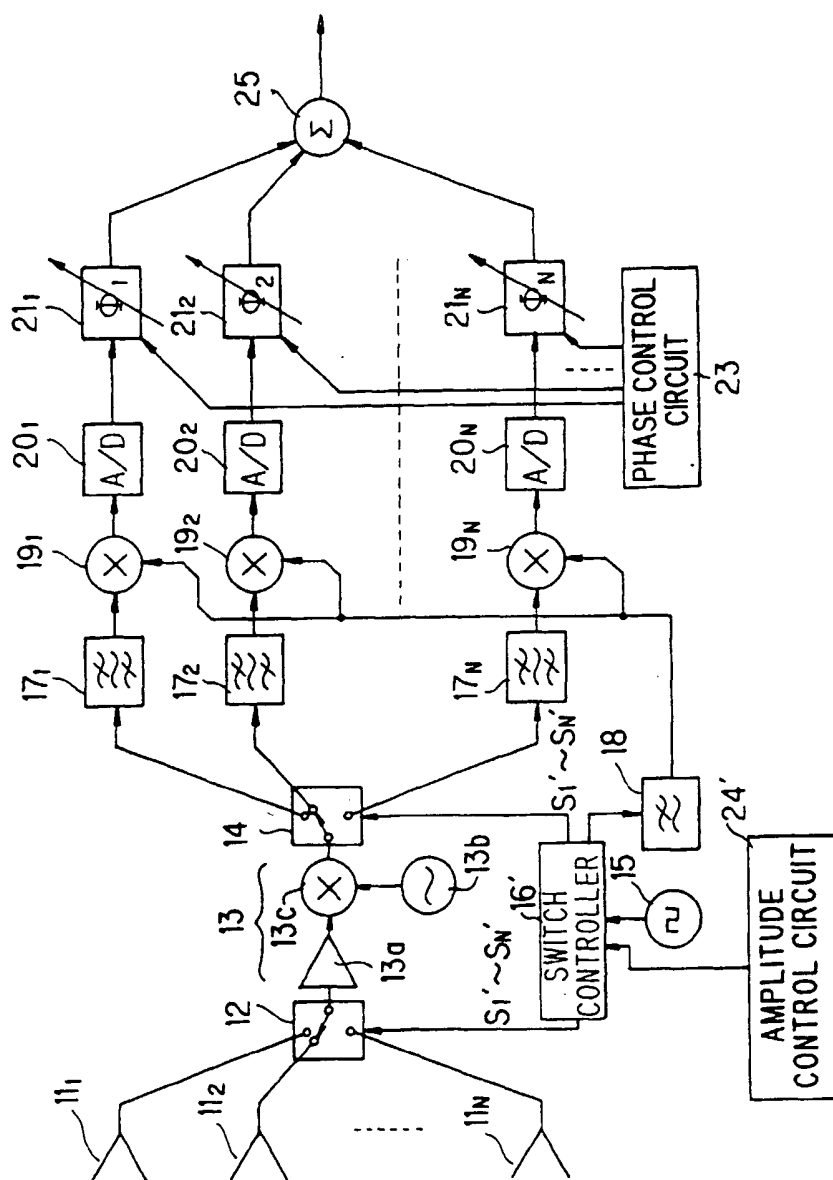 11₁
11₂
11N
12
13
13a
13c
13b
14
S₁'~SN'
S₁'~SN'
16'
SWITCH
CONTROLLER
15
18
AMPLITUDE
CONTROL CIRCUIT
24'
17₁
17₂
17N
19₁
19₂
19N
20₁
A/D
20₂
A/D
20N
A/D
21₁
Φ₁
21₂
Φ₂
21N
ΦN
PHASE CONTROL
CIRCUIT
23
25
Σ